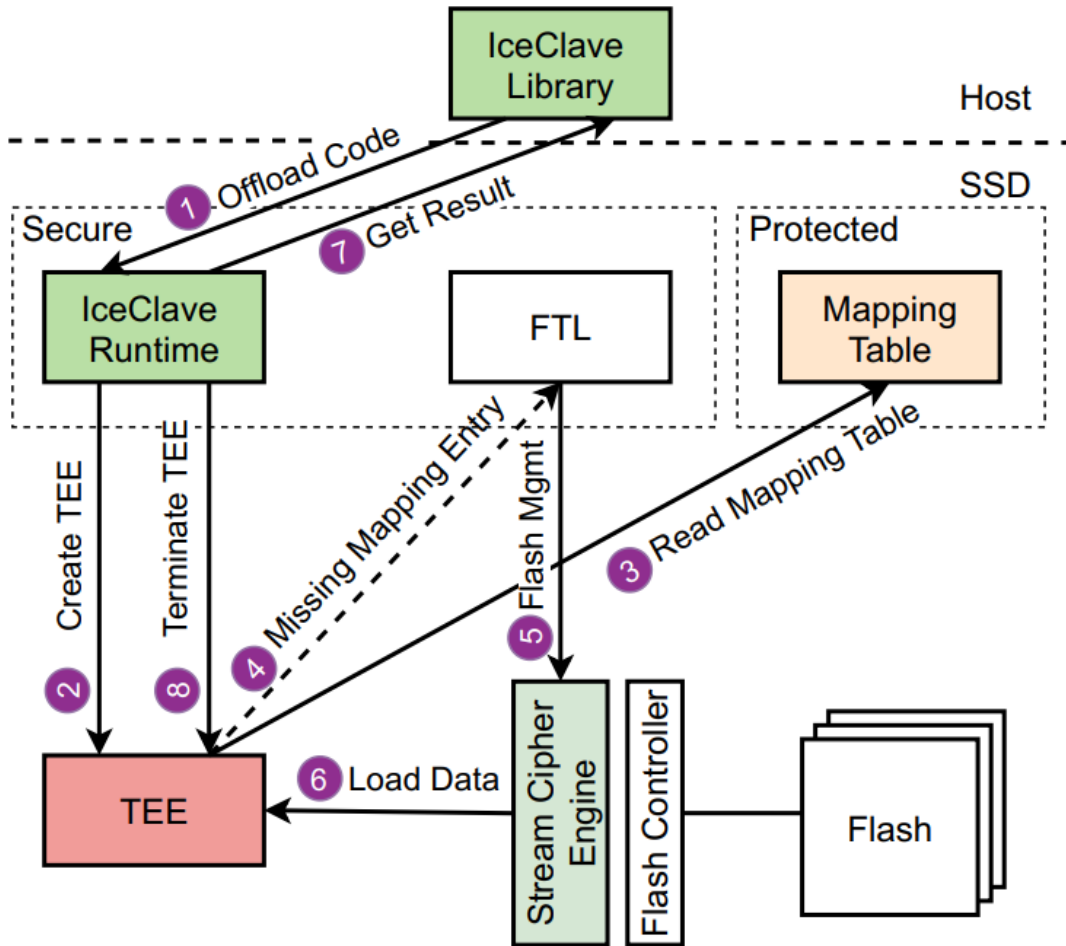 IceClave
Library
Host
1 Offload Code
SSD
7 Get Result
Secure
Protected
IceClave
Runtime
FTL
Mapping
Table
2 Create TEE
8 Terminate TEE
4 Missing Mapping Entry
5 Flash Mgmt
3 Read Mapping Table
6 Load Data
TEE
Stream Cipher
Engine
Flash Controller
Flash